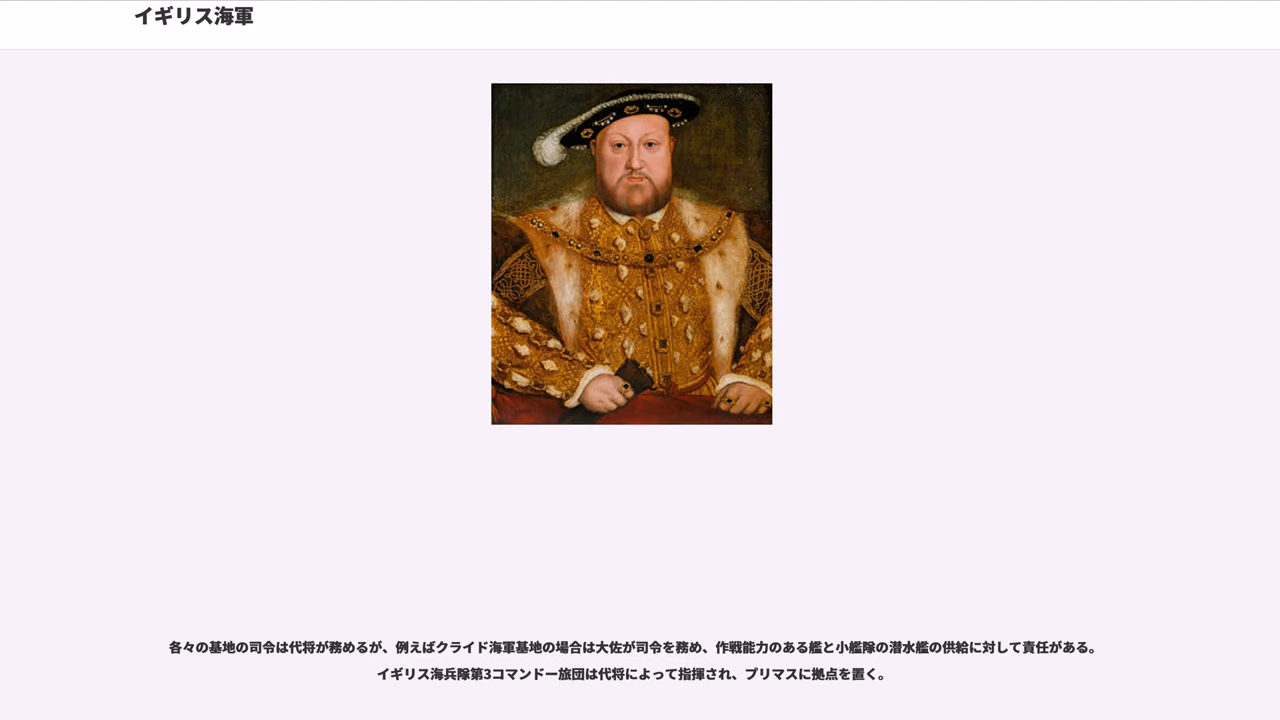 イギリス海軍
各々の基地の司令は代将が務めるが、例えばクライド海軍基地の場合は大佐が司令を務め、作戦能力のある艦と小艦隊の潜水艦の供給に対して責任がある。
イギリス海兵隊第3コマンドー旅団は代将によって指揮され、プリマスに拠点を置く。